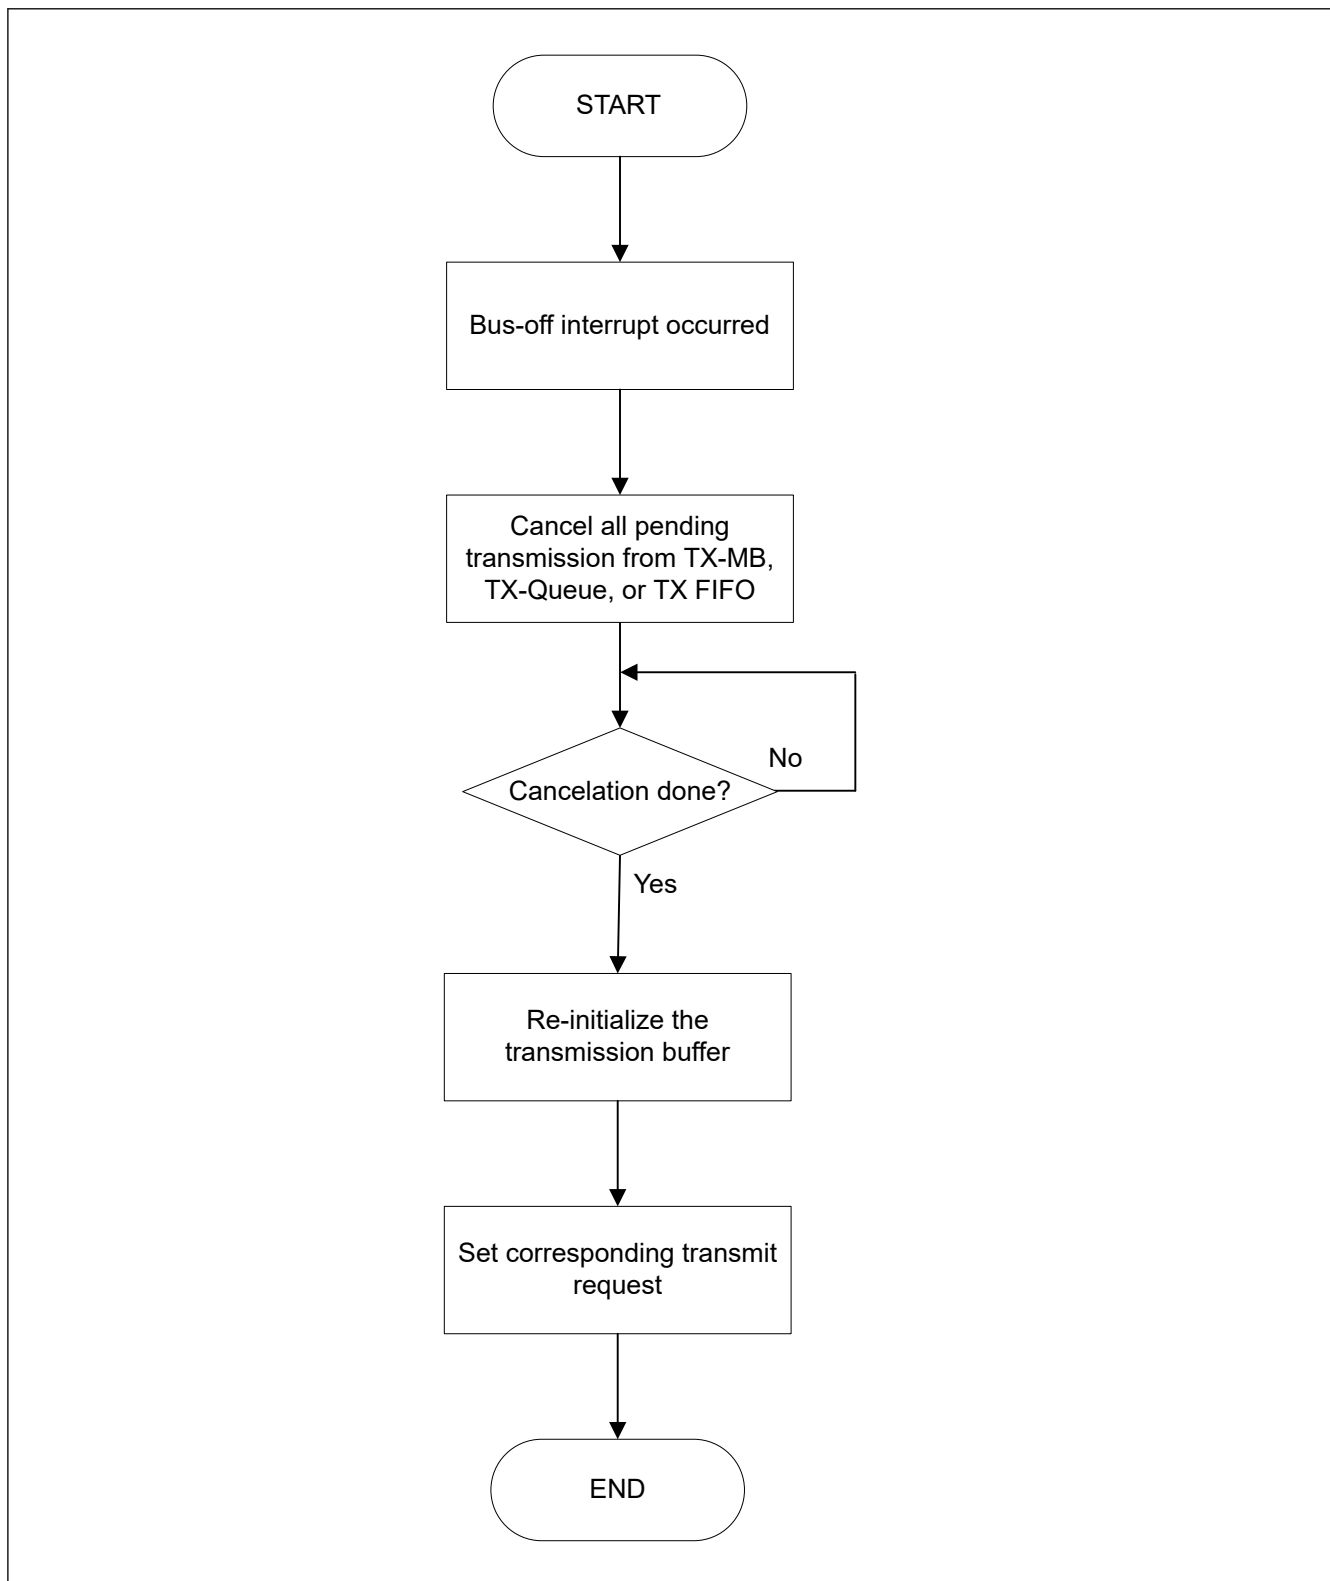 START
Bus-off interrupt occurred
Cancel all pending
transmission from TX-MB,
TX-Queue, or TX FIFO
No
Cancelation done?
Yes
Re-initialize the
transmission buffer
Set corresponding transmit
request
END